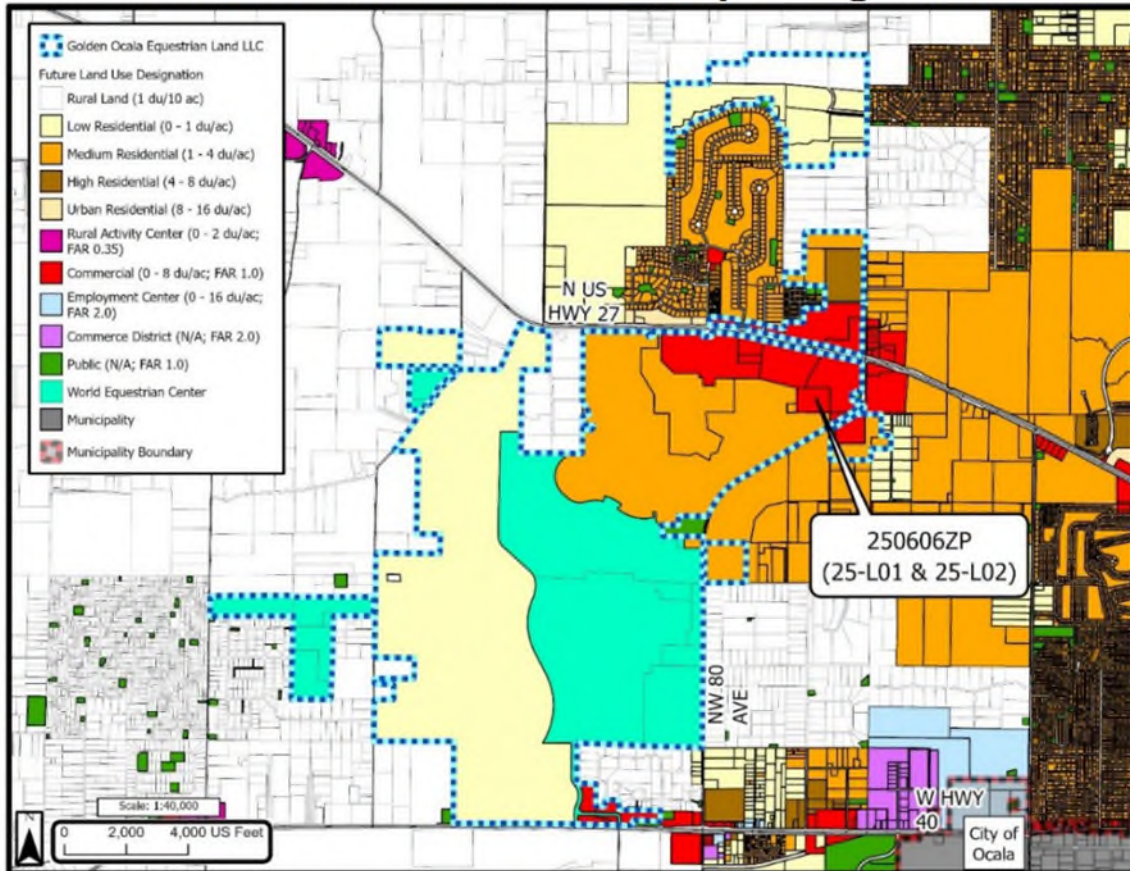 Golden Ocala Equestrian Land LLC
Future Land Use Designation
Rural Land (1 du/10 ac)
Low Residential (0 - 1 du/ac)
Medium Residential (1 - 4 du/ac)
High Residential (4 - 8 du/ac)
Urban Residential (8 - 16 du/ac)
Rural Activity Center (0 - 2 du/ac;
FAR 0.35)
Commercial (0 - 8 du/ac; FAR 1.0)
Employment Center (0 - 16 du/ac;
FAR 2.0)
Commerce District (N/A; FAR 2.0)
Public (N/A; FAR 1.0)
World Equestrian Center
Municipality
Municipality Boundary
N US
HWY 27
250606ZP
(25-L01 & 25-L02)
NW 80
AVE
W HWY
40
City of
Ocala
Scale: 1:40,000
0 2,000 4,000 US Feet